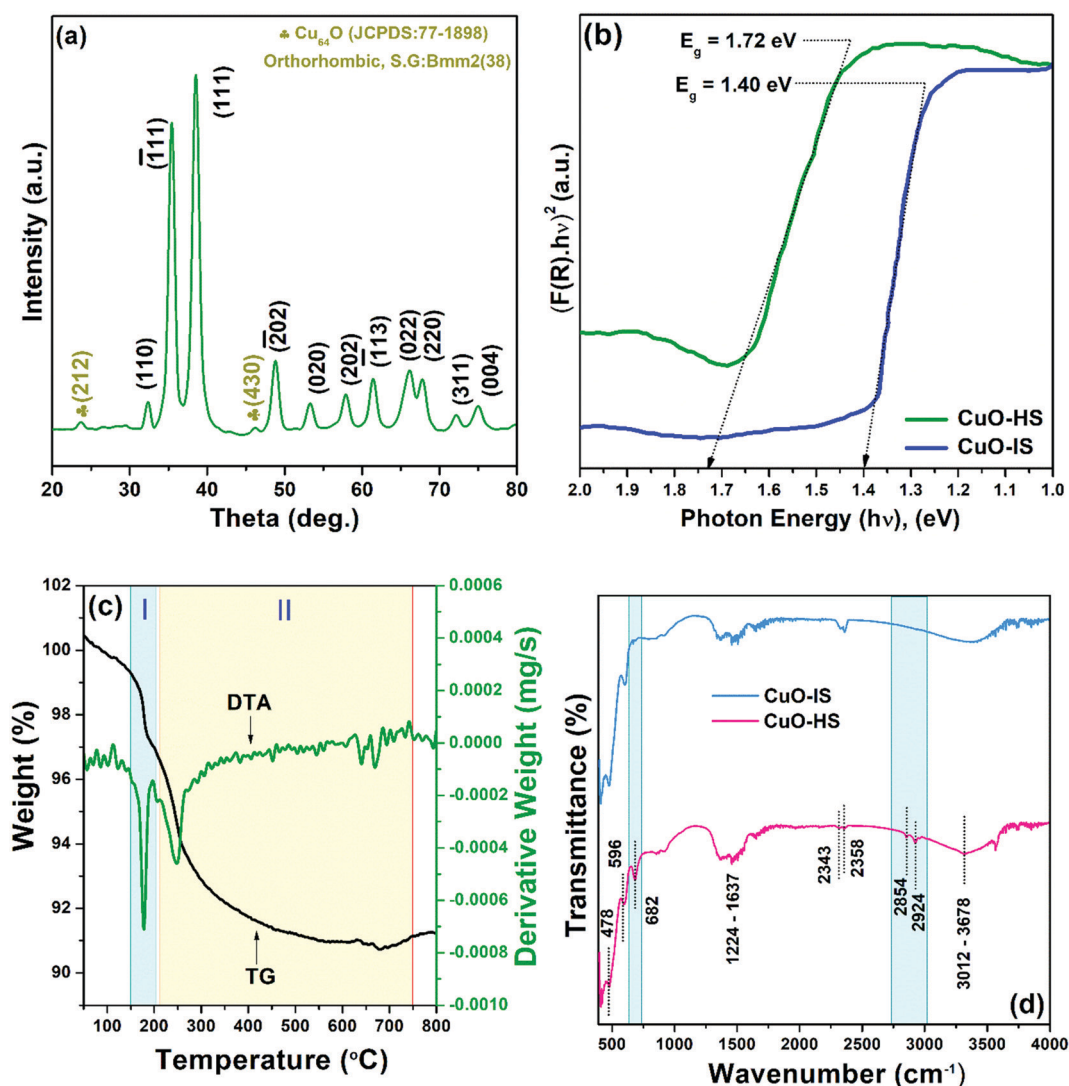 (a)
♣ Cu64O (JCPDS:77-1898)
Orthorhombic, S.G:Bmm2(38)
Intensity (a.u.)
♣(212)
(110)
(1̅11)
(111)
♣(430)
(2̅02)
(020)
(202)
(1̅13)
(022)
(220)
(311)
(004)
20 30 40 50 60 70 80
Theta (deg.)
(b)
Eg = 1.72 eV
Eg = 1.40 eV
(F(R).hν)² (a.u.)
CuO-HS
CuO-IS
2.0 1.9 1.8 1.7 1.6 1.5 1.4 1.3 1.2 1.1 1.0
Photon Energy (hν), (eV)
(c)
I
II
102
100
98
96
94
92
90
Weight (%)
DTA
TG
0.0006
0.0004
0.0002
0.0000
-0.0002
-0.0004
-0.0006
-0.0008
-0.0010
Derivative Weight (mg/s)
100 200 300 400 500 600 700 800
Temperature (°C)
Transmittance (%)
CuO-IS
CuO-HS
478
596
682
1224 - 1637
2343
2358
2854
2924
3012 - 3678
(d)
500 1000 1500 2000 2500 3000 3500 4000
Wavenumber (cm-1)